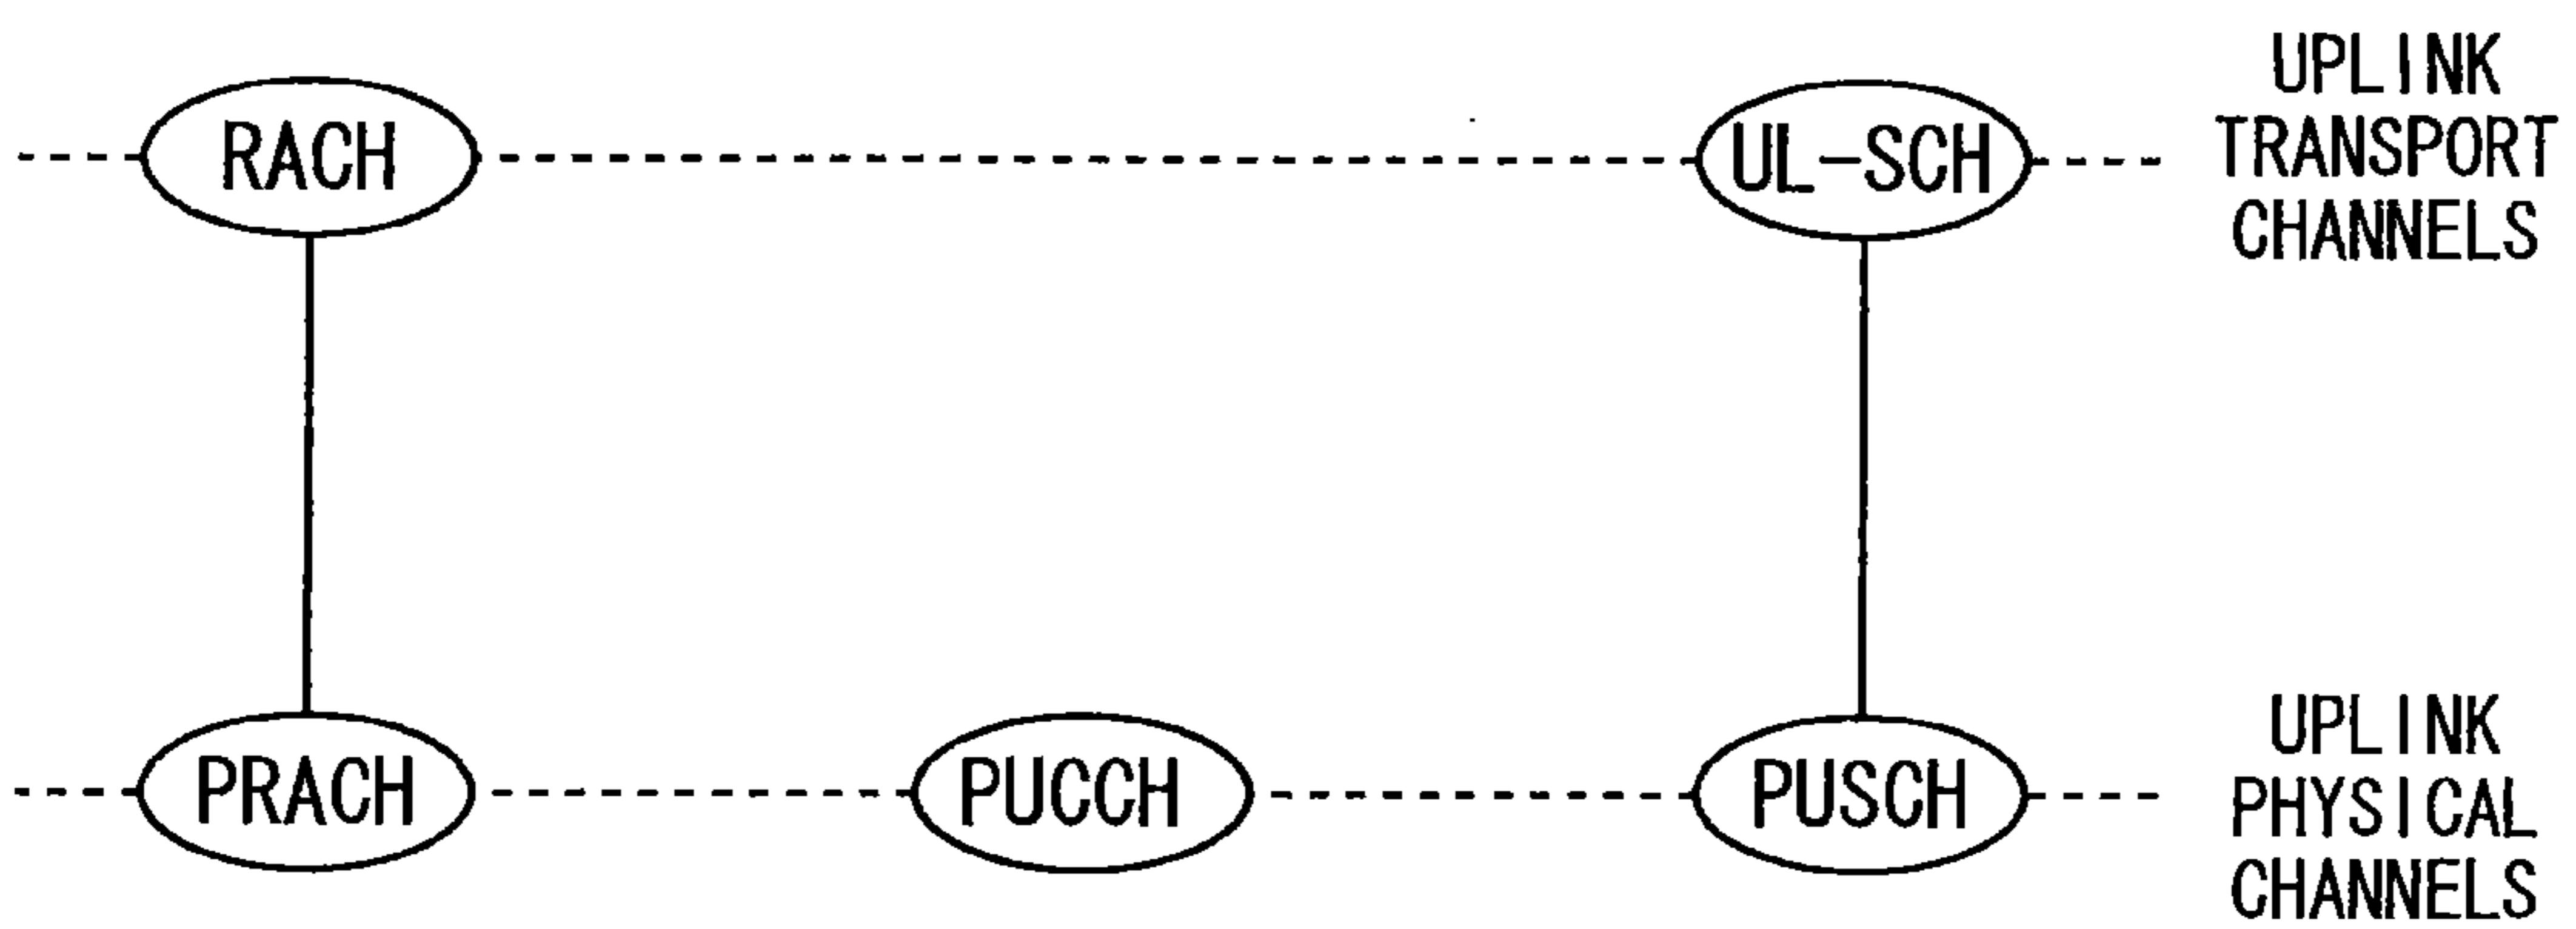 RACH
UL-SCH
UPLINK
TRANSPORT
CHANNELS
PRACH
PUCCH
PUSCH
UPLINK
PHYSICAL
CHANNELS